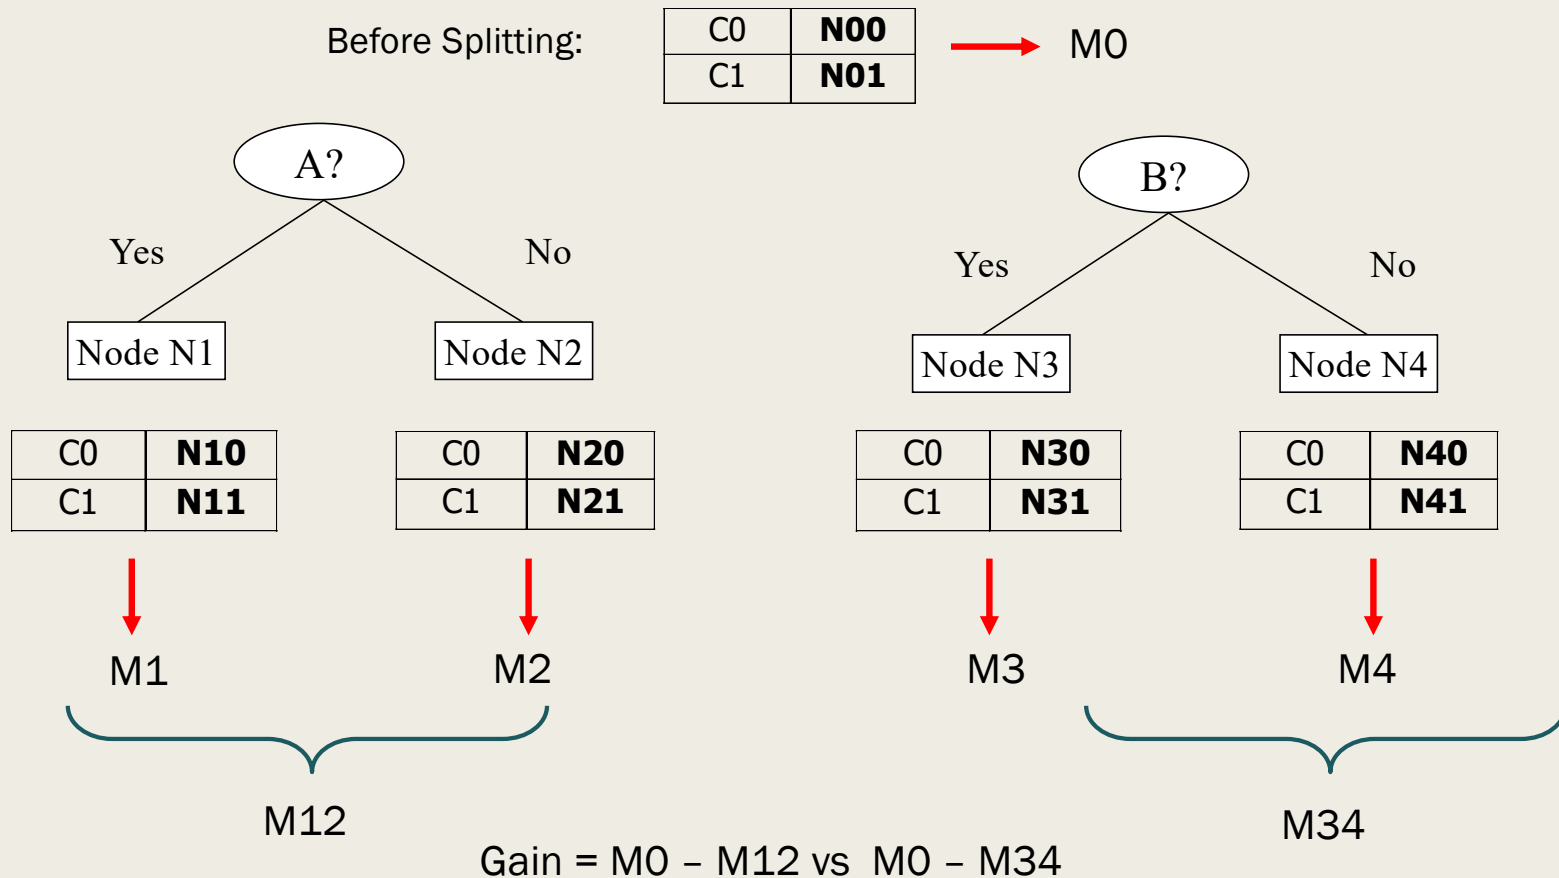 Before Splitting:
C0 N00
C1 N01
M0
A?
Yes
No
Node N1
Node N2
C0 N10
C1 N11
C0 N20
C1 N21
M1
M2
M12
B?
Yes
No
Node N3
Node N4
C0 N30
C1 N31
C0 N40
C1 N41
M3
M4
M34
Gain = M0 – M12 vs M0 – M34